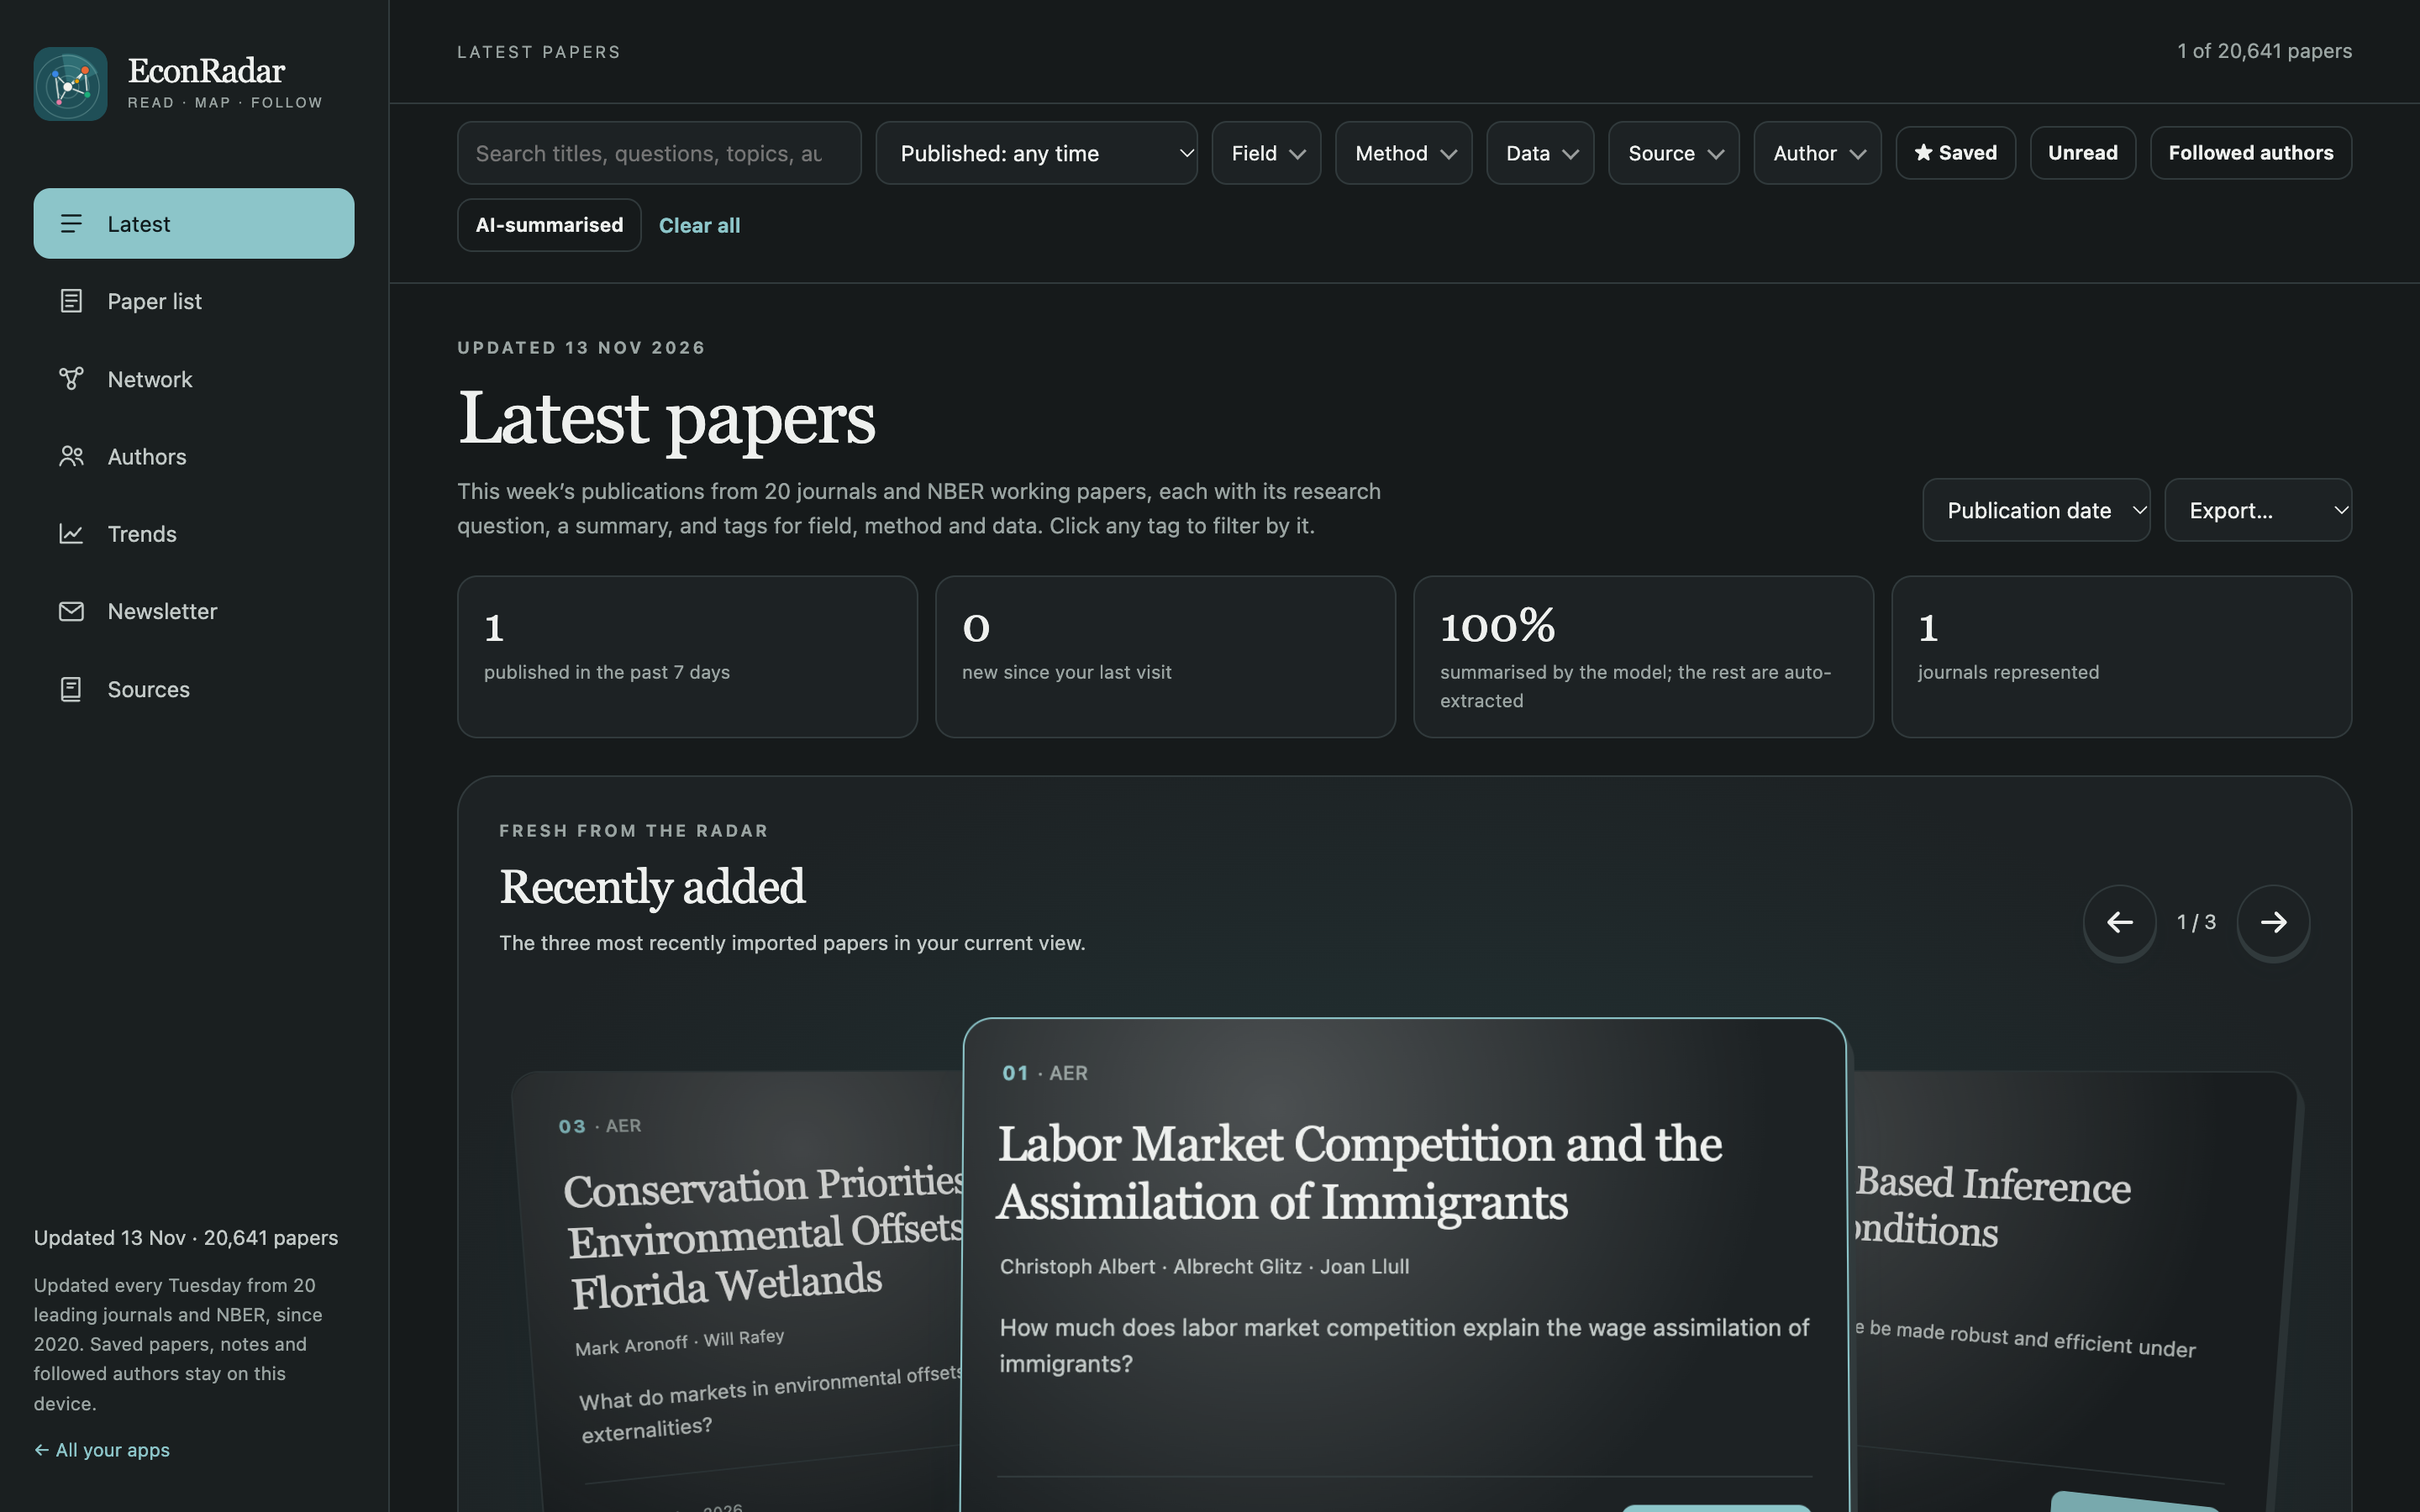 EconRadar
READ · MAP · FOLLOW
Latest
Paper list
Network
Authors
Trends
Newsletter
Sources
Updated 13 Nov · 20,641 papers
Updated every Tuesday from 20
leading journals and NBER, since
2020. Saved papers, notes and
followed authors stay on this
device.
← All your apps
LATEST PAPERS
1 of 20,641 papers
Search titles, questions, topics, au
Published: any time
Field
Method
Data
Source
Author
★ Saved
Unread
Followed authors
AI-summarised
Clear all
UPDATED 13 NOV 2026
Latest papers
This week’s publications from 20 journals and NBER working papers, each with its research
question, a summary, and tags for field, method and data. Click any tag to filter by it.
Publication date
Export...
1
published in the past 7 days
0
new since your last visit
100%
summarised by the model; the rest are auto-
extracted
1
journals represented
FRESH FROM THE RADAR
Recently added
The three most recently imported papers in your current view.
← 1 / 3 →
03 · AER
Conservation Priorities
Environmental Offsets
Florida Wetlands
Mark Aronoff · Will Rafey
What do markets in environmental offsets
externalities?
2026
01 · AER
Labor Market Competition and the
Assimilation of Immigrants
Christoph Albert · Albrecht Glitz · Joan Llull
How much does labor market competition explain the wage assimilation of
immigrants?
Based Inference
onditions
e be made robust and efficient under